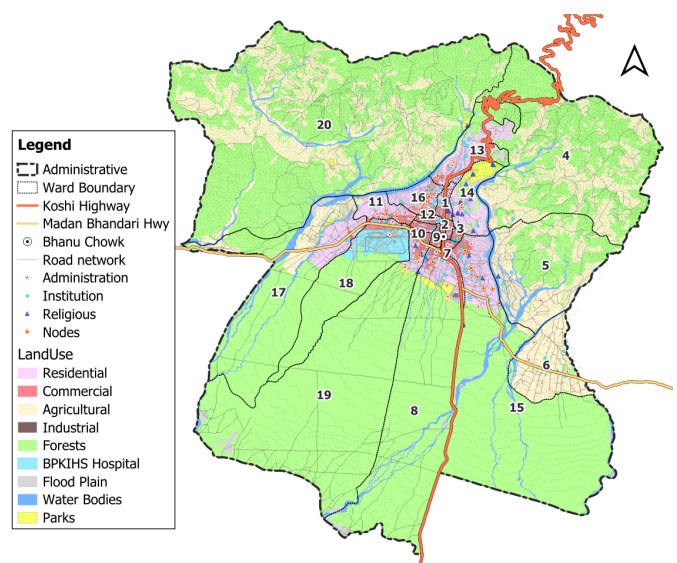 20
4
13
14
16
11
1
12
2
3
10
9
7
5
17
18
6
19
8
15
Legend
Administrative
Ward Boundary
Koshi Highway
Madan Bhandari Hwy
Bhanu Chowk
Road network
Administration
Institution
Religious
Nodes
LandUse
Residential
Commercial
Agricultural
Industrial
Forests
BPKIHS Hospital
Flood Plain
Water Bodies
Parks